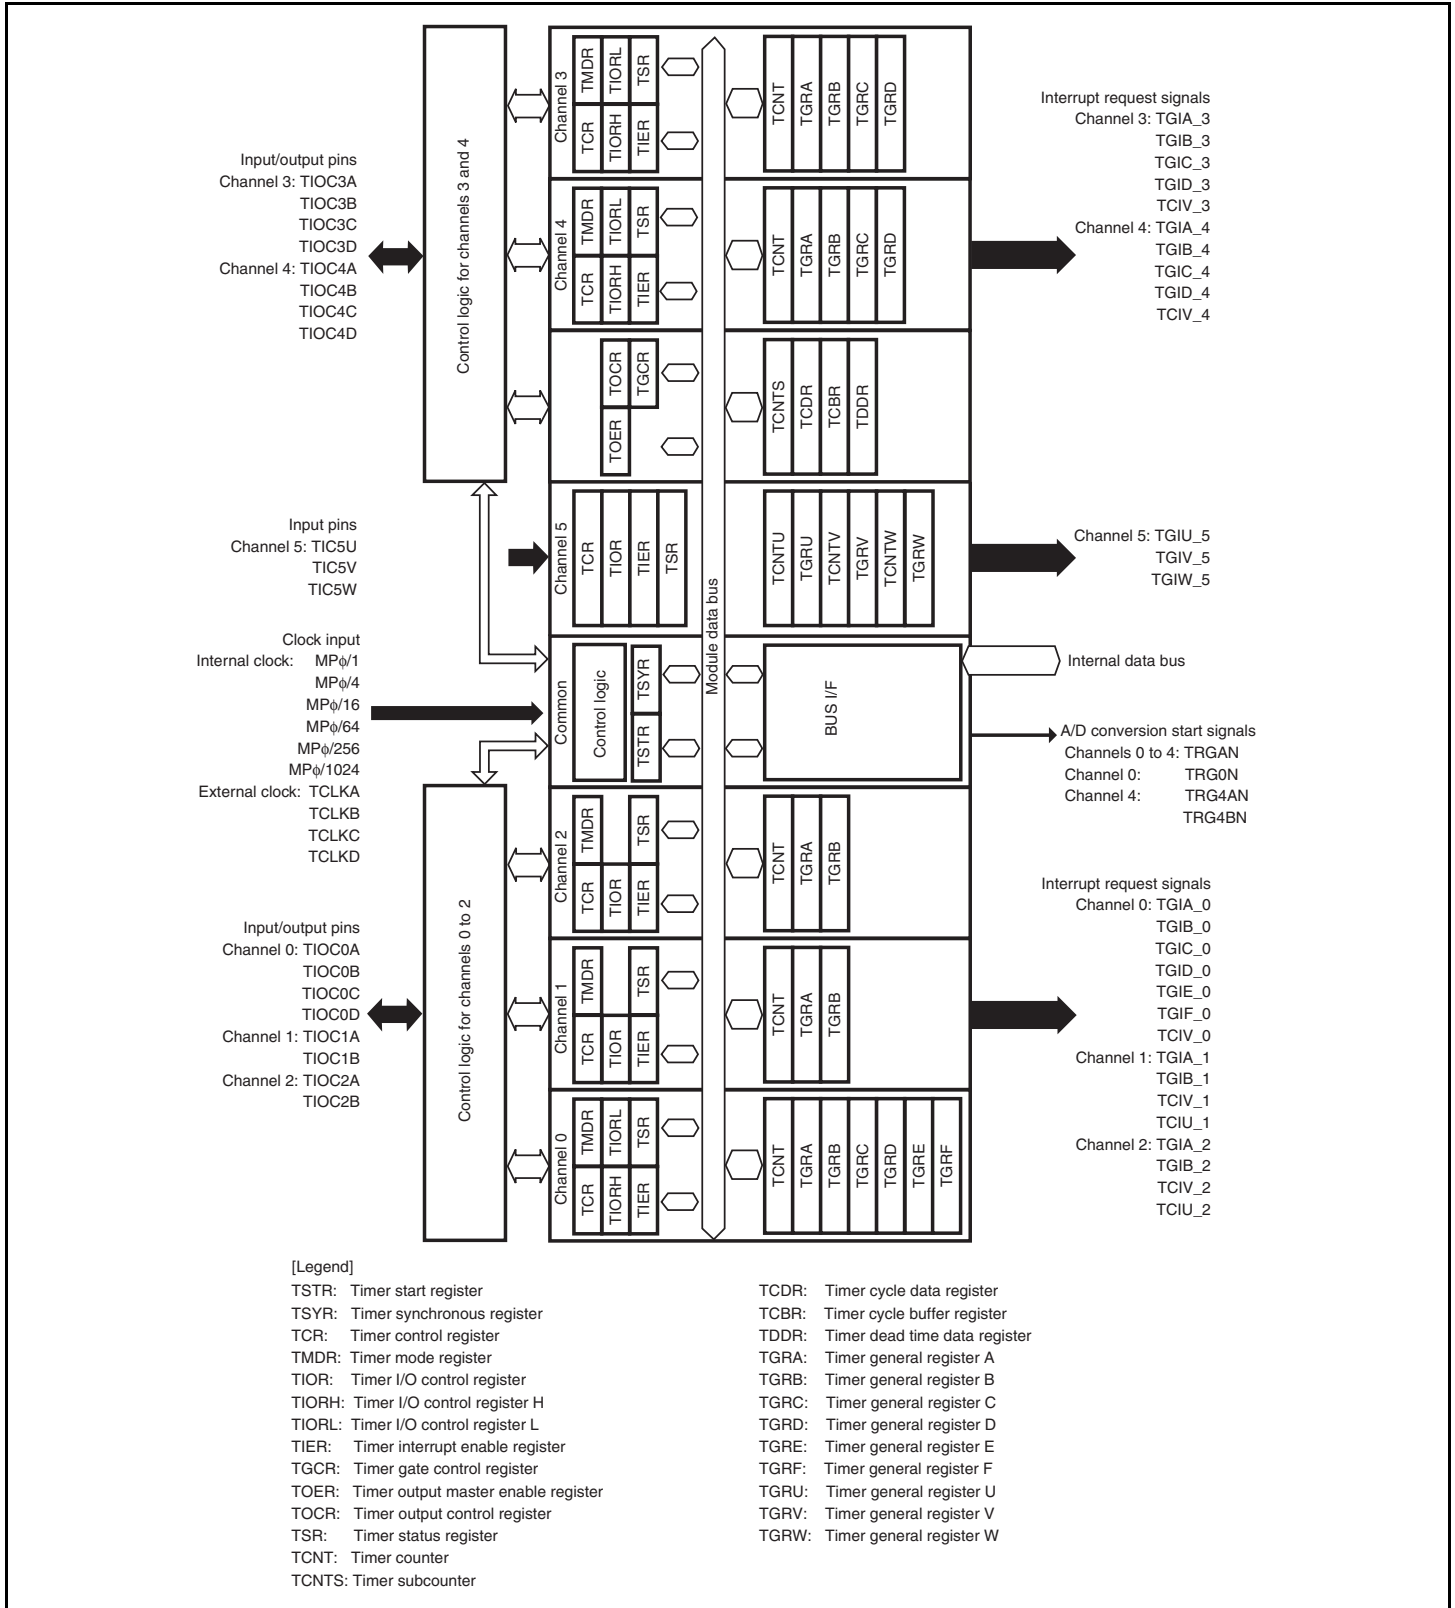 Input/output pins
Channel 3: TIOC3A
TIOC3B
TIOC3C
TIOC3D
Channel 4: TIOC4A
TIOC4B
TIOC4C
TIOC4D
Input pins
Channel 5: TIC5U
TIC5V
TIC5W
Clock input
Internal clock: MPϕ/1
MPϕ/4
MPϕ/16
MPϕ/64
MPϕ/256
MPϕ/1024
External clock: TCLKA
TCLKB
TCLKC
TCLKD
Input/output pins
Channel 0: TIOC0A
TIOC0B
TIOC0C
TIOC0D
Channel 1: TIOC1A
TIOC1B
Channel 2: TIOC2A
TIOC2B
Control logic for channels 3 and 4
Control logic for channels 0 to 2
Channel 3
TCR TMDR
TIORH TIORL
TIER TSR
TCNT
TGRA
TGRB
TGRC
TGRD
Channel 4
TCR TMDR
TIORH TIORL
TIER TSR
TCNT
TGRA
TGRB
TGRC
TGRD
TOER TOCR
TGCR
TCNTS
TCDR
TCBR
TDDR
Channel 5
TCR
TIOR
TIER
TSR
TCNTU
TGRU
TCNTV
TGRV
TCNTW
TGRW
Module data bus
Common
Control logic
TSTR TSYR
BUS I/F
Channel 2
TCR TMDR
TIOR
TIER TSR
TCNT
TGRA
TGRB
Channel 1
TCR TMDR
TIOR
TIER TSR
TCNT
TGRA
TGRB
Channel 0
TCR TMDR
TIORH TIORL
TIER TSR
TCNT
TGRA
TGRB
TGRC
TGRD
TGRE
TGRF
Interrupt request signals
Channel 3: TGIA_3
TGIB_3
TGIC_3
TGID_3
TCIV_3
Channel 4: TGIA_4
TGIB_4
TGIC_4
TGID_4
TCIV_4
Channel 5: TGIU_5
TGIV_5
TGIW_5
Internal data bus
A/D conversion start signals
Channels 0 to 4: TRGAN
Channel 0: TRG0N
Channel 4: TRG4AN
TRG4BN
Interrupt request signals
Channel 0: TGIA_0
TGIB_0
TGIC_0
TGID_0
TGIE_0
TGIF_0
TCIV_0
Channel 1: TGIA_1
TGIB_1
TCIV_1
TCIU_1
Channel 2: TGIA_2
TGIB_2
TCIV_2
TCIU_2
[Legend]
TSTR: Timer start register
TSYR: Timer synchronous register
TCR: Timer control register
TMDR: Timer mode register
TIOR: Timer I/O control register
TIORH: Timer I/O control register H
TIORL: Timer I/O control register L
TIER: Timer interrupt enable register
TGCR: Timer gate control register
TOER: Timer output master enable register
TOCR: Timer output control register
TSR: Timer status register
TCNT: Timer counter
TCNTS: Timer subcounter
TCDR: Timer cycle data register
TCBR: Timer cycle buffer register
TDDR: Timer dead time data register
TGRA: Timer general register A
TGRB: Timer general register B
TGRC: Timer general register C
TGRD: Timer general register D
TGRE: Timer general register E
TGRF: Timer general register F
TGRU: Timer general register U
TGRV: Timer general register V
TGRW: Timer general register W